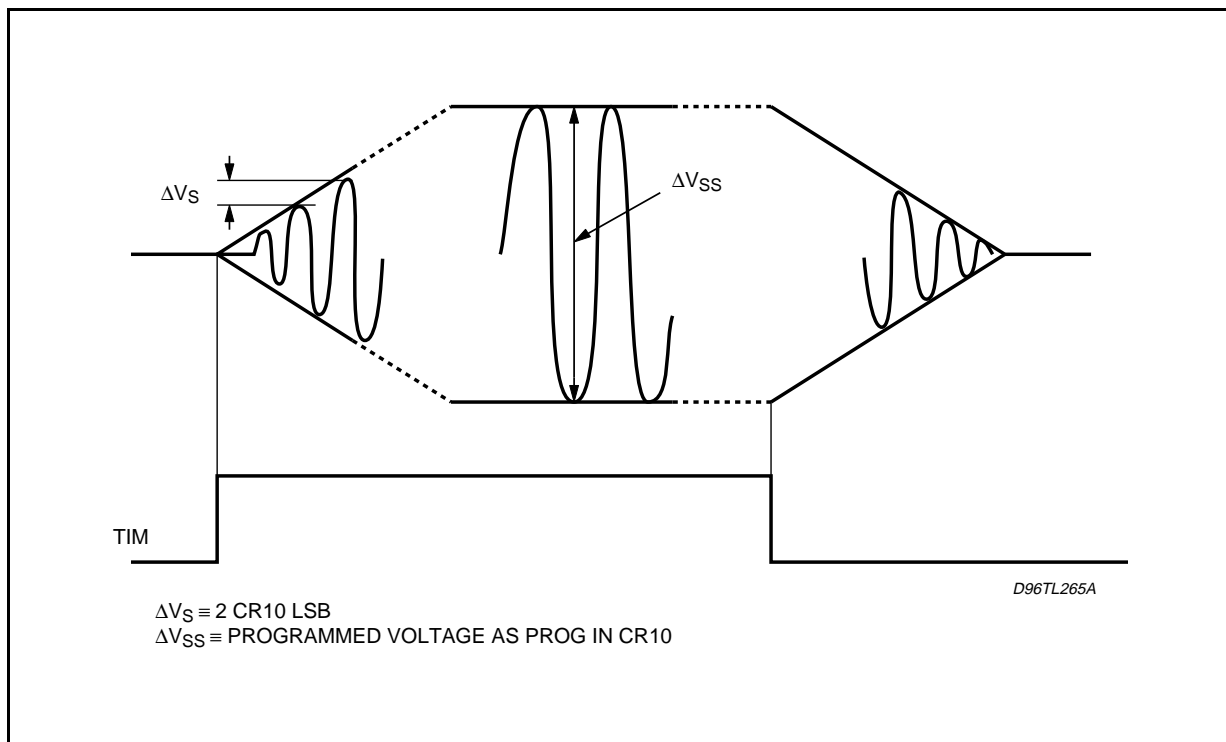 ΔVS
ΔVSS
TIM
D96TL265A
ΔVS ≡ 2 CR10 LSB
ΔVSS ≡ PROGRAMMED VOLTAGE AS PROG IN CR10